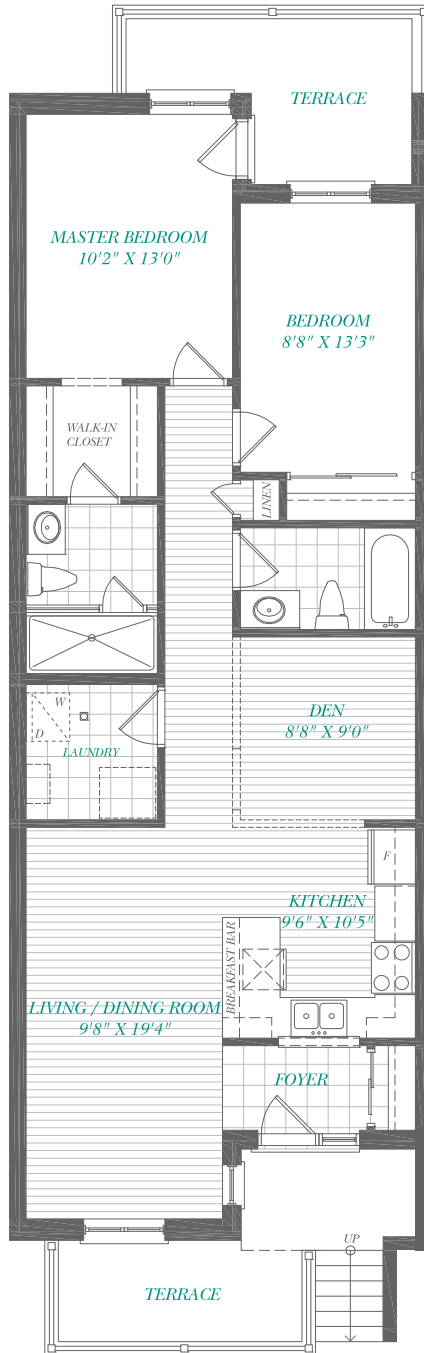 TERRACE
MASTER BEDROOM
10'2" X 13'0"
BEDROOM
8'8" X 13'3"
WALK-IN
CLOSET
LINEN
DEN
8'8" X 9'0"
W
D
LAUNDRY
F
KITCHEN
9'6" X 10'5"
BREAKFAST BAR
LIVING / DINING ROOM
9'8" X 19'4"
FOYER
UP
TERRACE